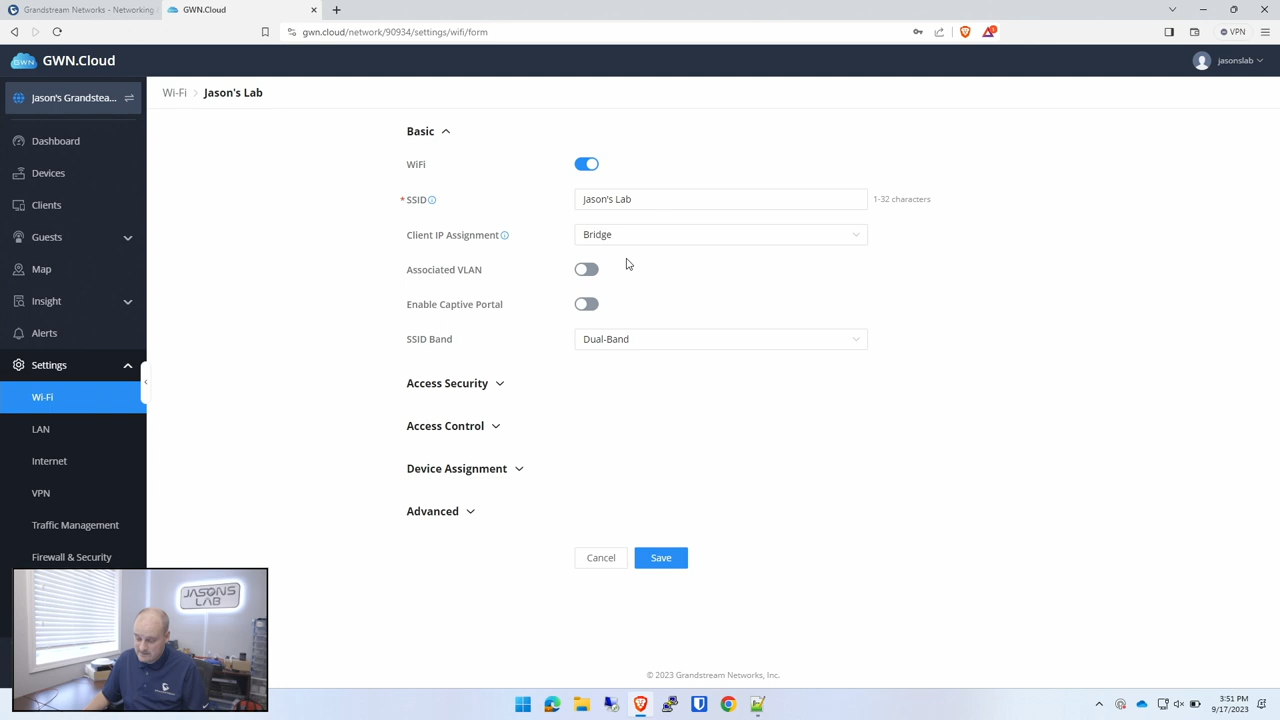 Grandstream Networks - Networking
GWN.Cloud
gwn.cloud/network/90934/settings/wifi/form
VPN
GWN GWN.Cloud
jasonslab
Jason's Grandstea...
Wi-Fi > Jason's Lab
Dashboard
Devices
Clients
Guests
Map
Insight
Alerts
Settings
Wi-Fi
LAN
Internet
VPN
Traffic Management
Firewall & Security
Basic
WiFi
* SSID
Jason's Lab
1-32 characters
Client IP Assignment
Bridge
Associated VLAN
Enable Captive Portal
SSID Band
Dual-Band
Access Security
Access Control
Device Assignment
Advanced
Cancel
Save
JASONS
LAB
© 2023 Grandstream Networks, Inc.
3:51 PM
9/17/2023